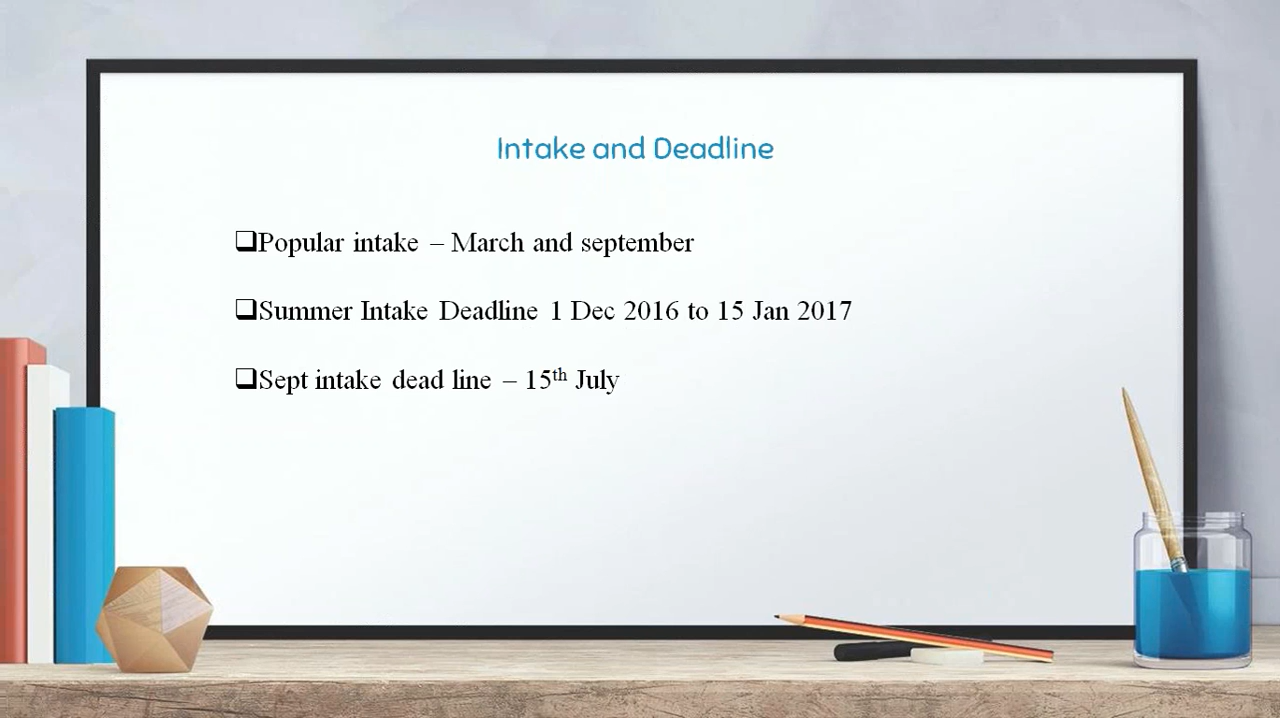 Intake and Deadline
❑Popular intake – March and september
❑Summer Intake Deadline 1 Dec 2016 to 15 Jan 2017
❑Sept intake dead line – 15th July